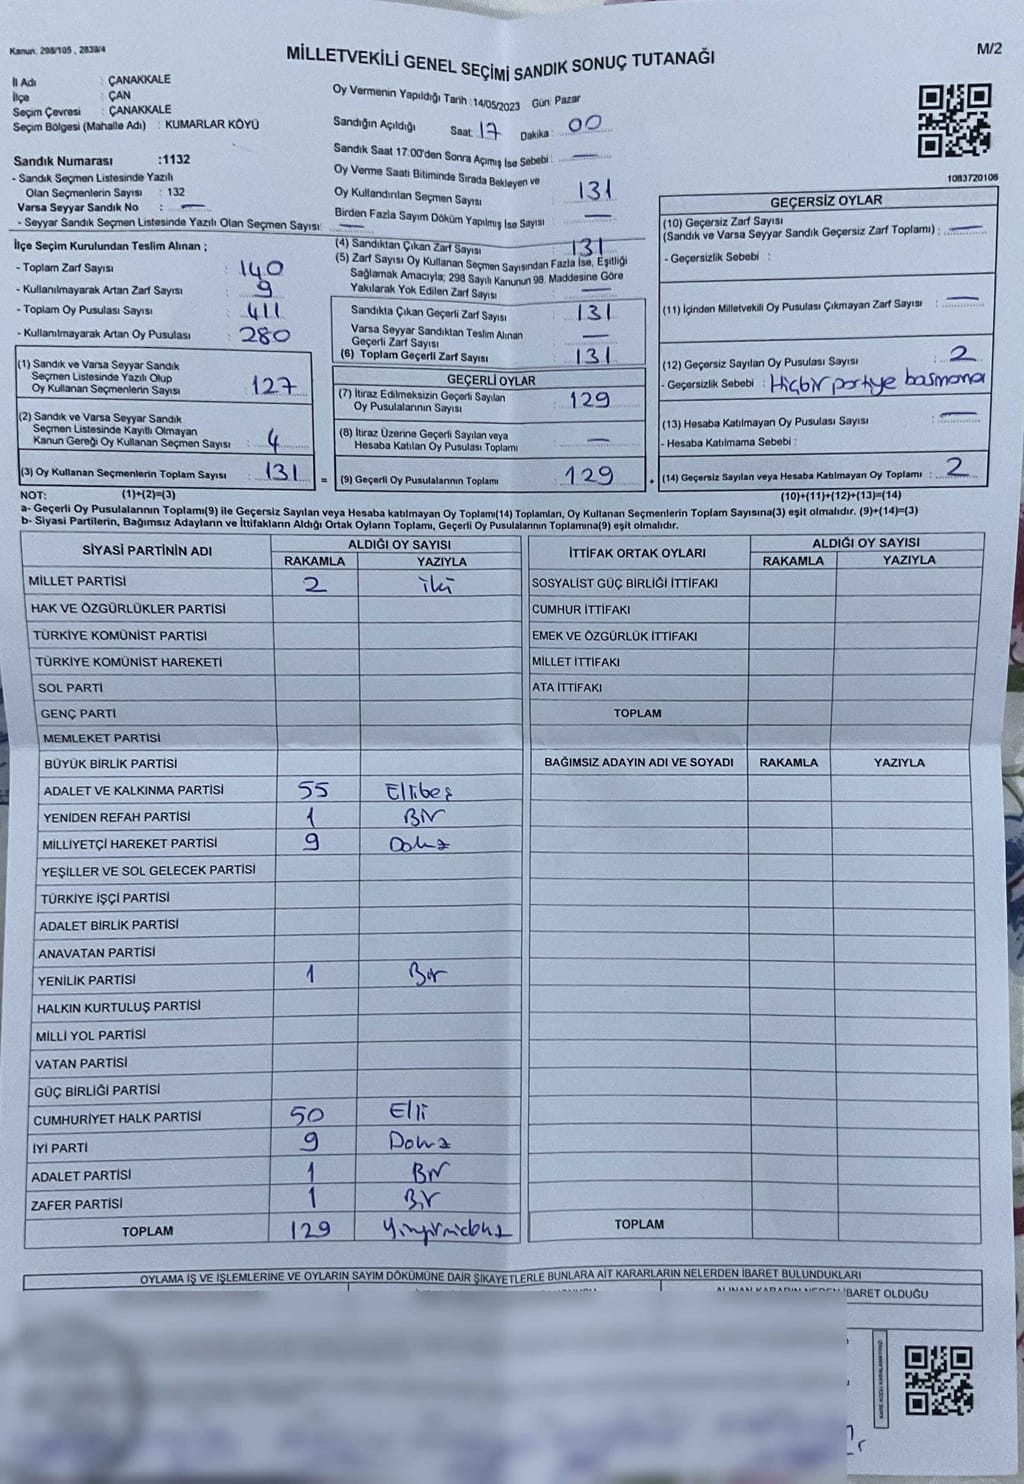 Kanun: 298/105 , 2839/4
MİLLETVEKİLİ GENEL SEÇİMİ SANDIK SONUÇ TUTANAĞI
M/2
İl Adı : ÇANAKKALE
İlçe : ÇAN
Seçim Çevresi : ÇANAKKALE
Seçim Bölgesi (Mahalle Adı) : KUMARLAR KÖYÜ
Sandık Numarası :1132
- Sandık Seçmen Listesinde Yazılı
Olan Seçmenlerin Sayısı : 132
Varsa Seyyar Sandık No : —
- Seyyar Sandık Seçmen Listesinde Yazılı Olan Seçmen Sayısı: —
Oy Vermenin Yapıldığı Tarih :14/05/2023 Gün: Pazar
Sandığın Açıldığı Saat: 17 Dakika : 00
Sandık Saat 17:00'den Sonra Açımış İse Sebebi : —
Oy Verme Saati Bitiminde Sırada Bekleyen ve
Oy Kullandırılan Seçmen Sayısı 131
Birden Fazla Sayım Döküm Yapılmış İse Sayısı —
1083720106
İlçe Seçim Kurulundan Teslim Alınan ;
- Toplam Zarf Sayısı : 140
- Kullanılmayarak Artan Zarf Sayısı : 9
- Toplam Oy Pusulası Sayısı : 411
- Kullanılmayarak Artan Oy Pusulası : 280
(1) Sandık ve Varsa Seyyar Sandık
Seçmen Listesinde Yazılı Olup
Oy Kullanan Seçmenlerin Sayısı : 127
(2) Sandık ve Varsa Seyyar Sandık
Seçmen Listesinde Kayıtlı Olmayan
Kanun Gereği Oy Kullanan Seçmen Sayısı : 4
(3) Oy Kullanan Seçmenlerin Toplam Sayısı : 131 =
(4) Sandıktan Çıkan Zarf Sayısı : 131
(5) Zarf Sayısı Oy Kullanan Seçmen Sayısından Fazla İse, Eşitliği
Sağlamak Amacıyla; 298 Sayılı Kanunun 98. Maddesine Göre
Yakılarak Yok Edilen Zarf Sayısı —
Sandıkta Çıkan Geçerli Zarf Sayısı : 131
Varsa Seyyar Sandıktan Teslim Alınan
Geçerli Zarf Sayısı —
(6) Toplam Geçerli Zarf Sayısı : 131
GEÇERLİ OYLAR
(7) İtiraz Edilmeksizin Geçerli Sayılan
Oy Pusulalarının Sayısı : 129
(8) İtiraz Üzerine Geçerli Sayılan veya
Hesaba Katılan Oy Pusulası Toplamı : —
(9) Geçerli Oy Pusulalarının Toplamı : 129 +
GEÇERSİZ OYLAR
(10) Geçersiz Zarf Sayısı
(Sandık ve Varsa Seyyar Sandık Geçersiz Zarf Toplamı) : —
- Geçersizlik Sebebi :
(11) İçinden Milletvekili Oy Pusulası Çıkmayan Zarf Sayısı : —
(12) Geçersiz Sayılan Oy Pusulası Sayısı : 2
- Geçersizlik Sebebi : Hiçbir partiye basmama
(13) Hesaba Katılmayan Oy Pusulası Sayısı : —
- Hesaba Katılmama Sebebi :
(14) Geçersiz Sayılan veya Hesaba Katılmayan Oy Toplamı : 2
NOT: (1)+(2)=(3)
(10)+(11)+(12)+(13)=(14)
a- Geçerli Oy Pusulalarının Toplamı(9) ile Geçersiz Sayılan veya Hesaba katılmayan Oy Toplamı(14) Toplamları, Oy Kullanan Seçmenlerin Toplam Sayısına(3) eşit olmalıdır. (9)+(14)=(3)
b- Siyasi Partilerin, Bağımsız Adayların ve İttifakların Aldığı Ortak Oyların Toplamı, Geçerli Oy Pusulalarının Toplamına(9) eşit olmalıdır.
SİYASİ PARTİNİN ADI ALDIĞI OY SAYISI
RAKAMLA YAZIYLA
MİLLET PARTİSİ 2 iki
HAK VE ÖZGÜRLÜKLER PARTİSİ
TÜRKİYE KOMÜNİST PARTİSİ
TÜRKİYE KOMÜNİST HAREKETİ
SOL PARTİ
GENÇ PARTİ
MEMLEKET PARTİSİ
BÜYÜK BİRLİK PARTİSİ
ADALET VE KALKINMA PARTİSİ 55 Ellibeş
YENİDEN REFAH PARTİSİ 1 Bir
MİLLİYETÇİ HAREKET PARTİSİ 9 Dokuz
YEŞİLLER VE SOL GELECEK PARTİSİ
TÜRKİYE İŞÇİ PARTİSİ
ADALET BİRLİK PARTİSİ
ANAVATAN PARTİSİ
YENİLİK PARTİSİ 1 Bir
HALKIN KURTULUŞ PARTİSİ
MİLLİ YOL PARTİSİ
VATAN PARTİSİ
GÜÇ BİRLİĞİ PARTİSİ
CUMHURİYET HALK PARTİSİ 50 Elli
İYİ PARTİ 9 Dokuz
ADALET PARTİSİ 1 Bir
ZAFER PARTİSİ 1 Bir
TOPLAM 129
İTTİFAK ORTAK OYLARI ALDIĞI OY SAYISI
RAKAMLA YAZIYLA
SOSYALİST GÜÇ BİRLİĞİ İTTİFAKI
CUMHUR İTTİFAKI
EMEK VE ÖZGÜRLÜK İTTİFAKI
MİLLET İTTİFAKI
ATA İTTİFAKI
TOPLAM
BAĞIMSIZ ADAYIN ADI VE SOYADI RAKAMLA YAZIYLA
TOPLAM
OYLAMA İŞ VE İŞLEMLERİNE VE OYLARIN SAYIM DÖKÜMÜNE DAİR ŞİKAYETLERLE BUNLARA AİT KARARLARIN NELERDEN İBARET BULUNDUKLARI
İBARET OLDUĞU